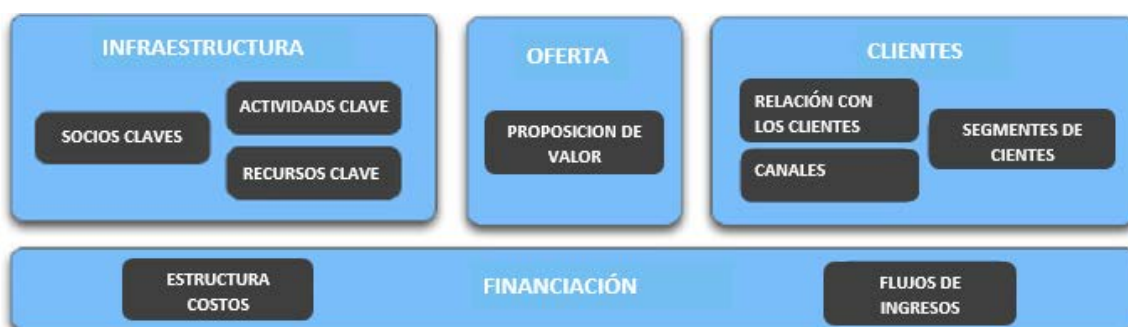 INFRAESTRUCTURA
SOCIOS CLAVES
ACTIVIDADS CLAVE
RECURSOS CLAVE
OFERTA
PROPOSICION DE
VALOR
CLIENTES
RELACIÓN CON
LOS CLIENTES
CANALES
SEGMENTES DE
CIENTES
ESTRUCTURA
COSTOS
FINANCIACIÓN
FLUJOS DE
INGRESOS